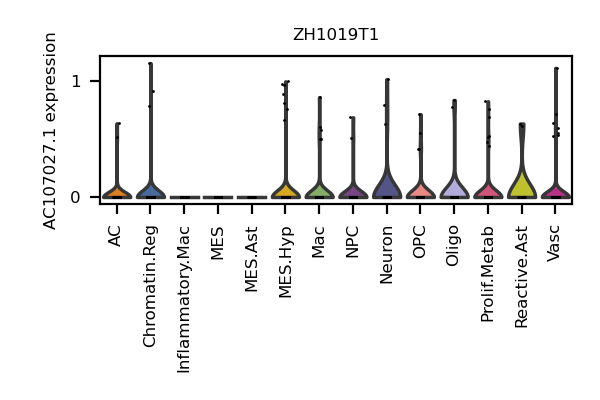 ZH1019T1
AC107027.1 expression
1
0
AC
Chromatin.Reg
Inflammatory.Mac
MES
MES.Ast
MES.Hyp
Mac
NPC
Neuron
OPC
Oligo
Prolif.Metab
Reactive.Ast
Vasc